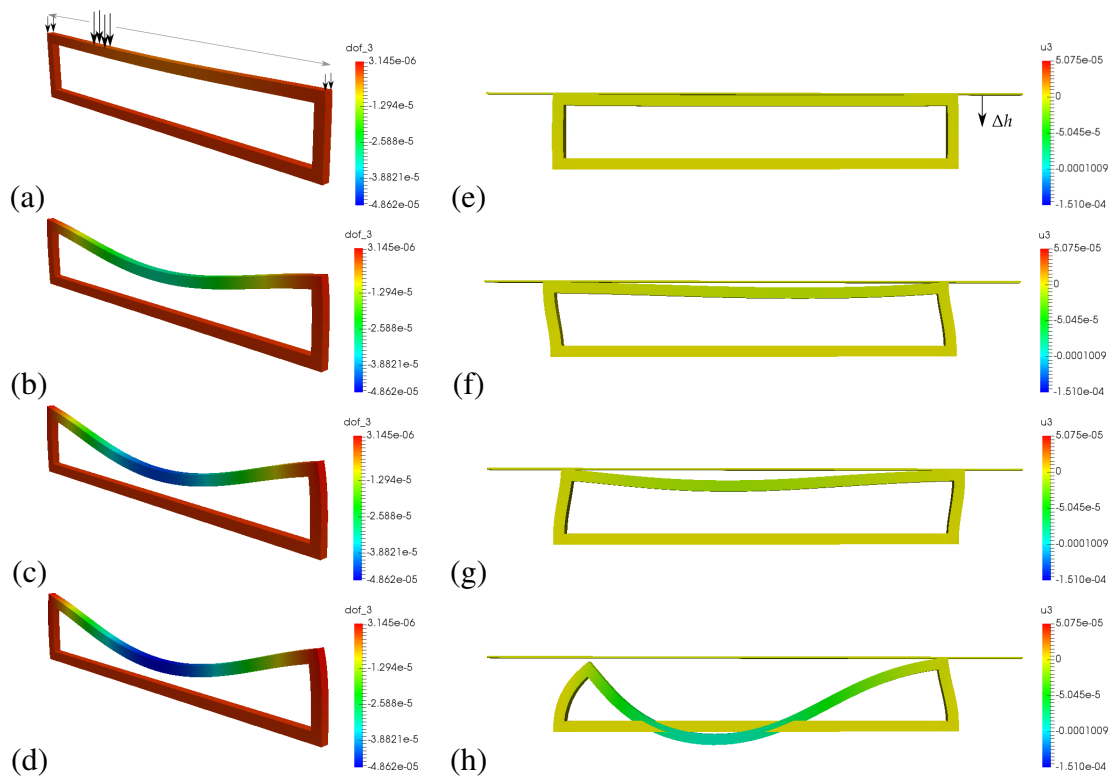 dof_3
3.145e-06
-1.294e-5
-2.588e-5
-3.8821e-5
-4.862e-05
(a)
u3
5.075e-05
0
-5.045e-5
-0.0001009
-1.510e-04
Δh
(e)
dof_3
3.145e-06
-1.294e-5
-2.588e-5
-3.8821e-5
-4.862e-05
(b)
u3
5.075e-05
0
-5.045e-5
-0.0001009
-1.510e-04
(f)
dof_3
3.145e-06
-1.294e-5
-2.588e-5
-3.8821e-5
-4.862e-05
(c)
u3
5.075e-05
0
-5.045e-5
-0.0001009
-1.510e-04
(g)
dof_3
3.145e-06
-1.294e-5
-2.588e-5
-3.8821e-5
-4.862e-05
(d)
u3
5.075e-05
0
-5.045e-5
-0.0001009
-1.510e-04
(h)